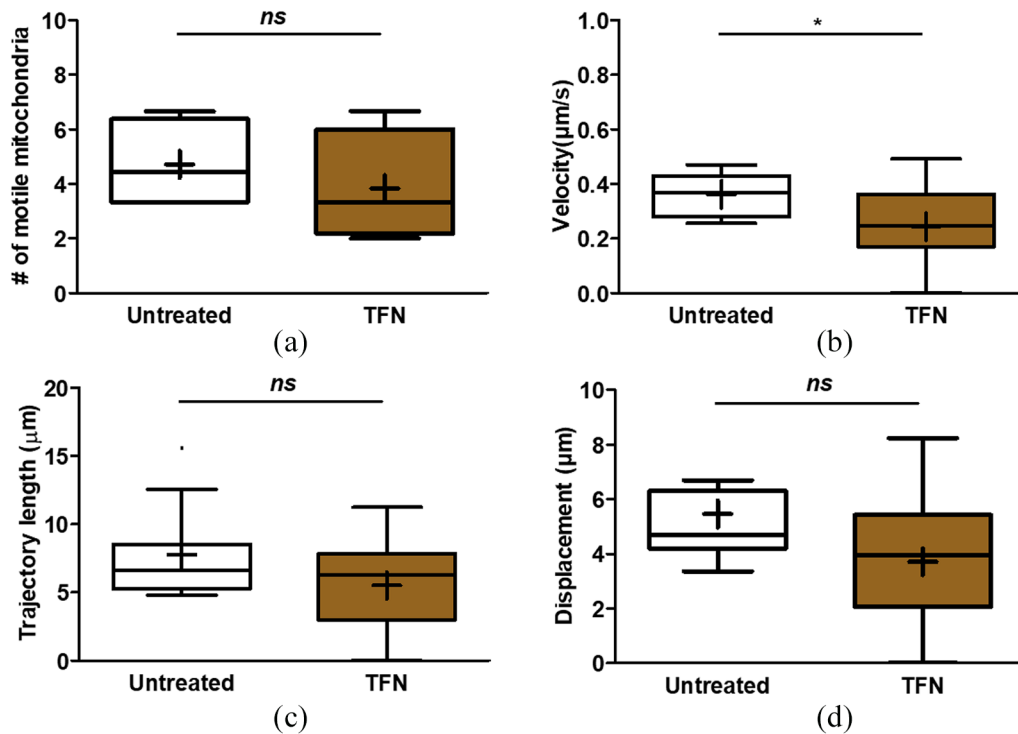 ns
# of motile mitochondria
10
8
6
4
2
0
Untreated TFN
(a)
*
Velocity(μm/s)
1.0
0.8
0.6
0.4
0.2
0.0
Untreated TFN
(b)
ns
Trajectory length (μm)
20
15
10
5
0
Untreated TFN
(c)
ns
Displacement (μm)
10
8
6
4
2
0
Untreated TFN
(d)